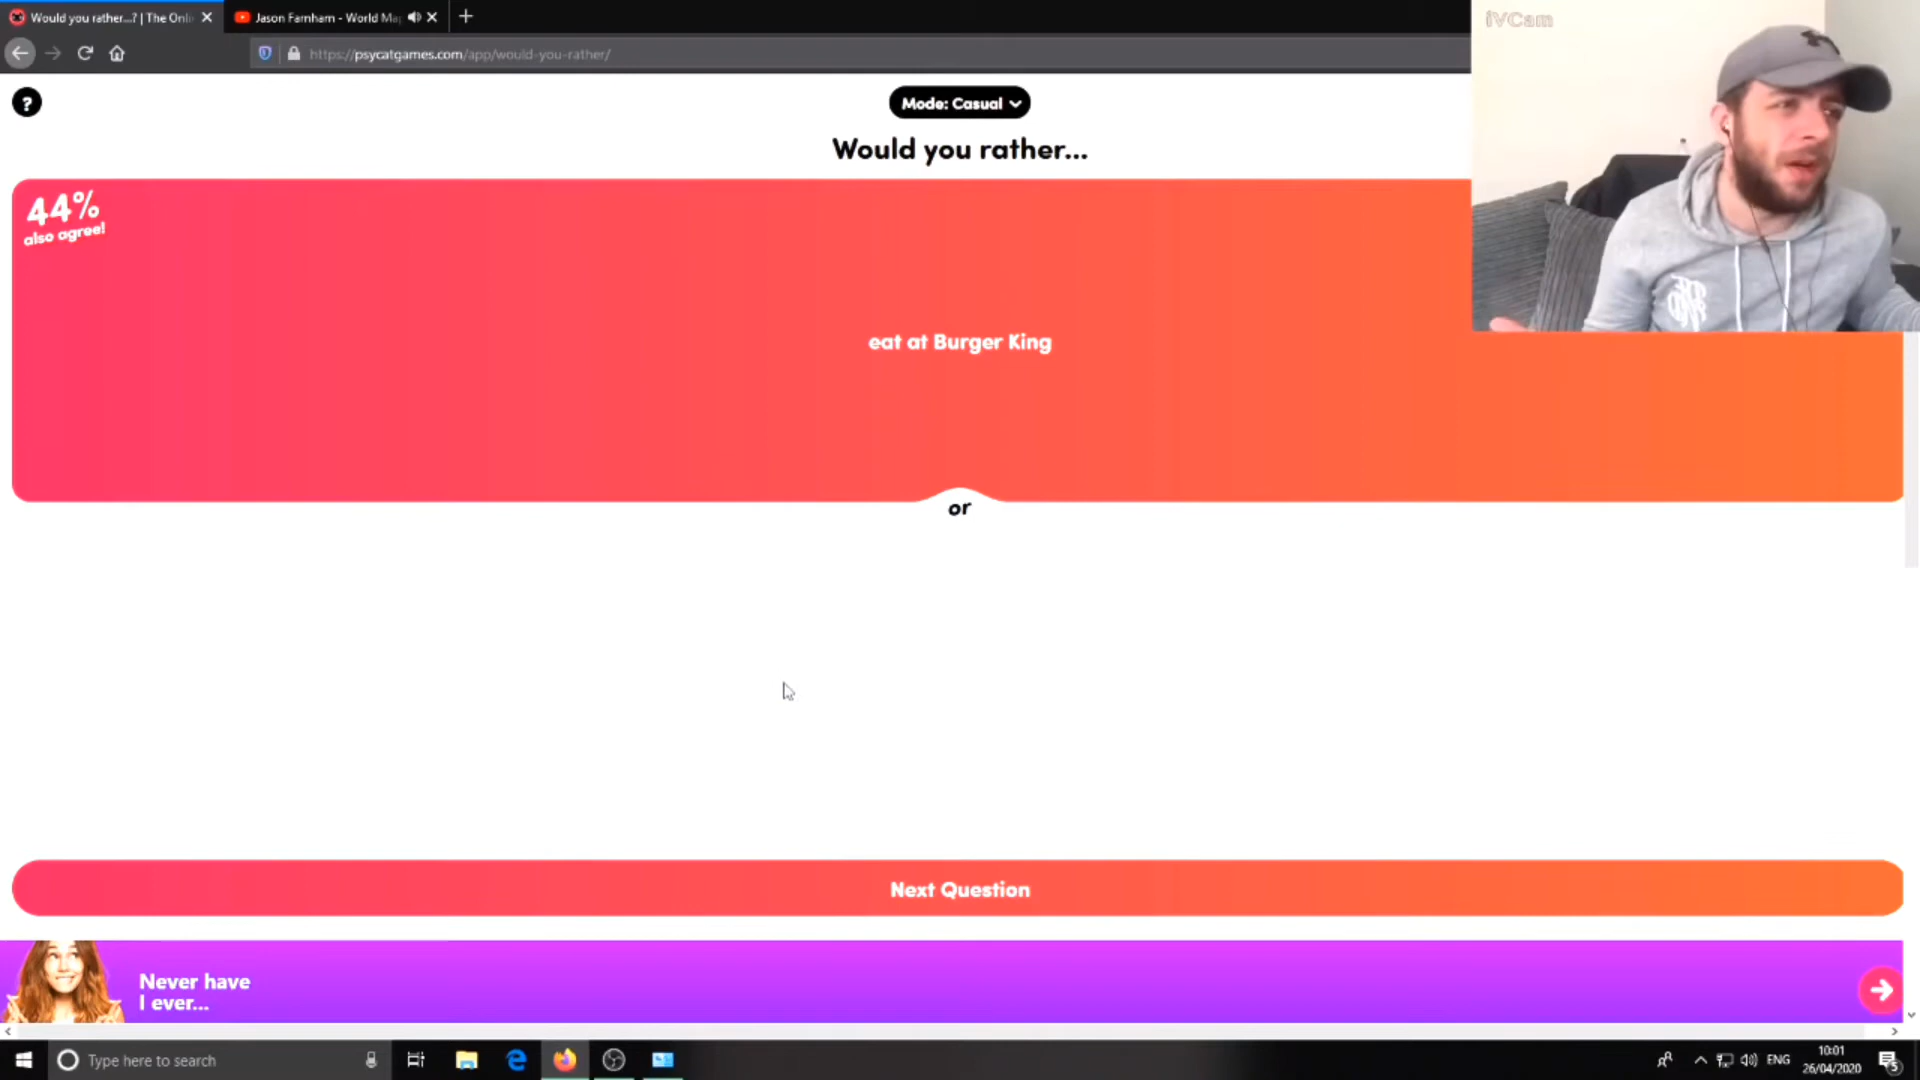 Would you rather...? | The Onli
Jason Farnham - World Ma
iVCam
https://psycatgames.com/app/would-you-rather/
?
Mode: Casual
Would you rather...
44%
also agree!
eat at Burger King
or
Next Question
Never have
I ever...
Type here to search
ENG
10:01
26/04/2020
5